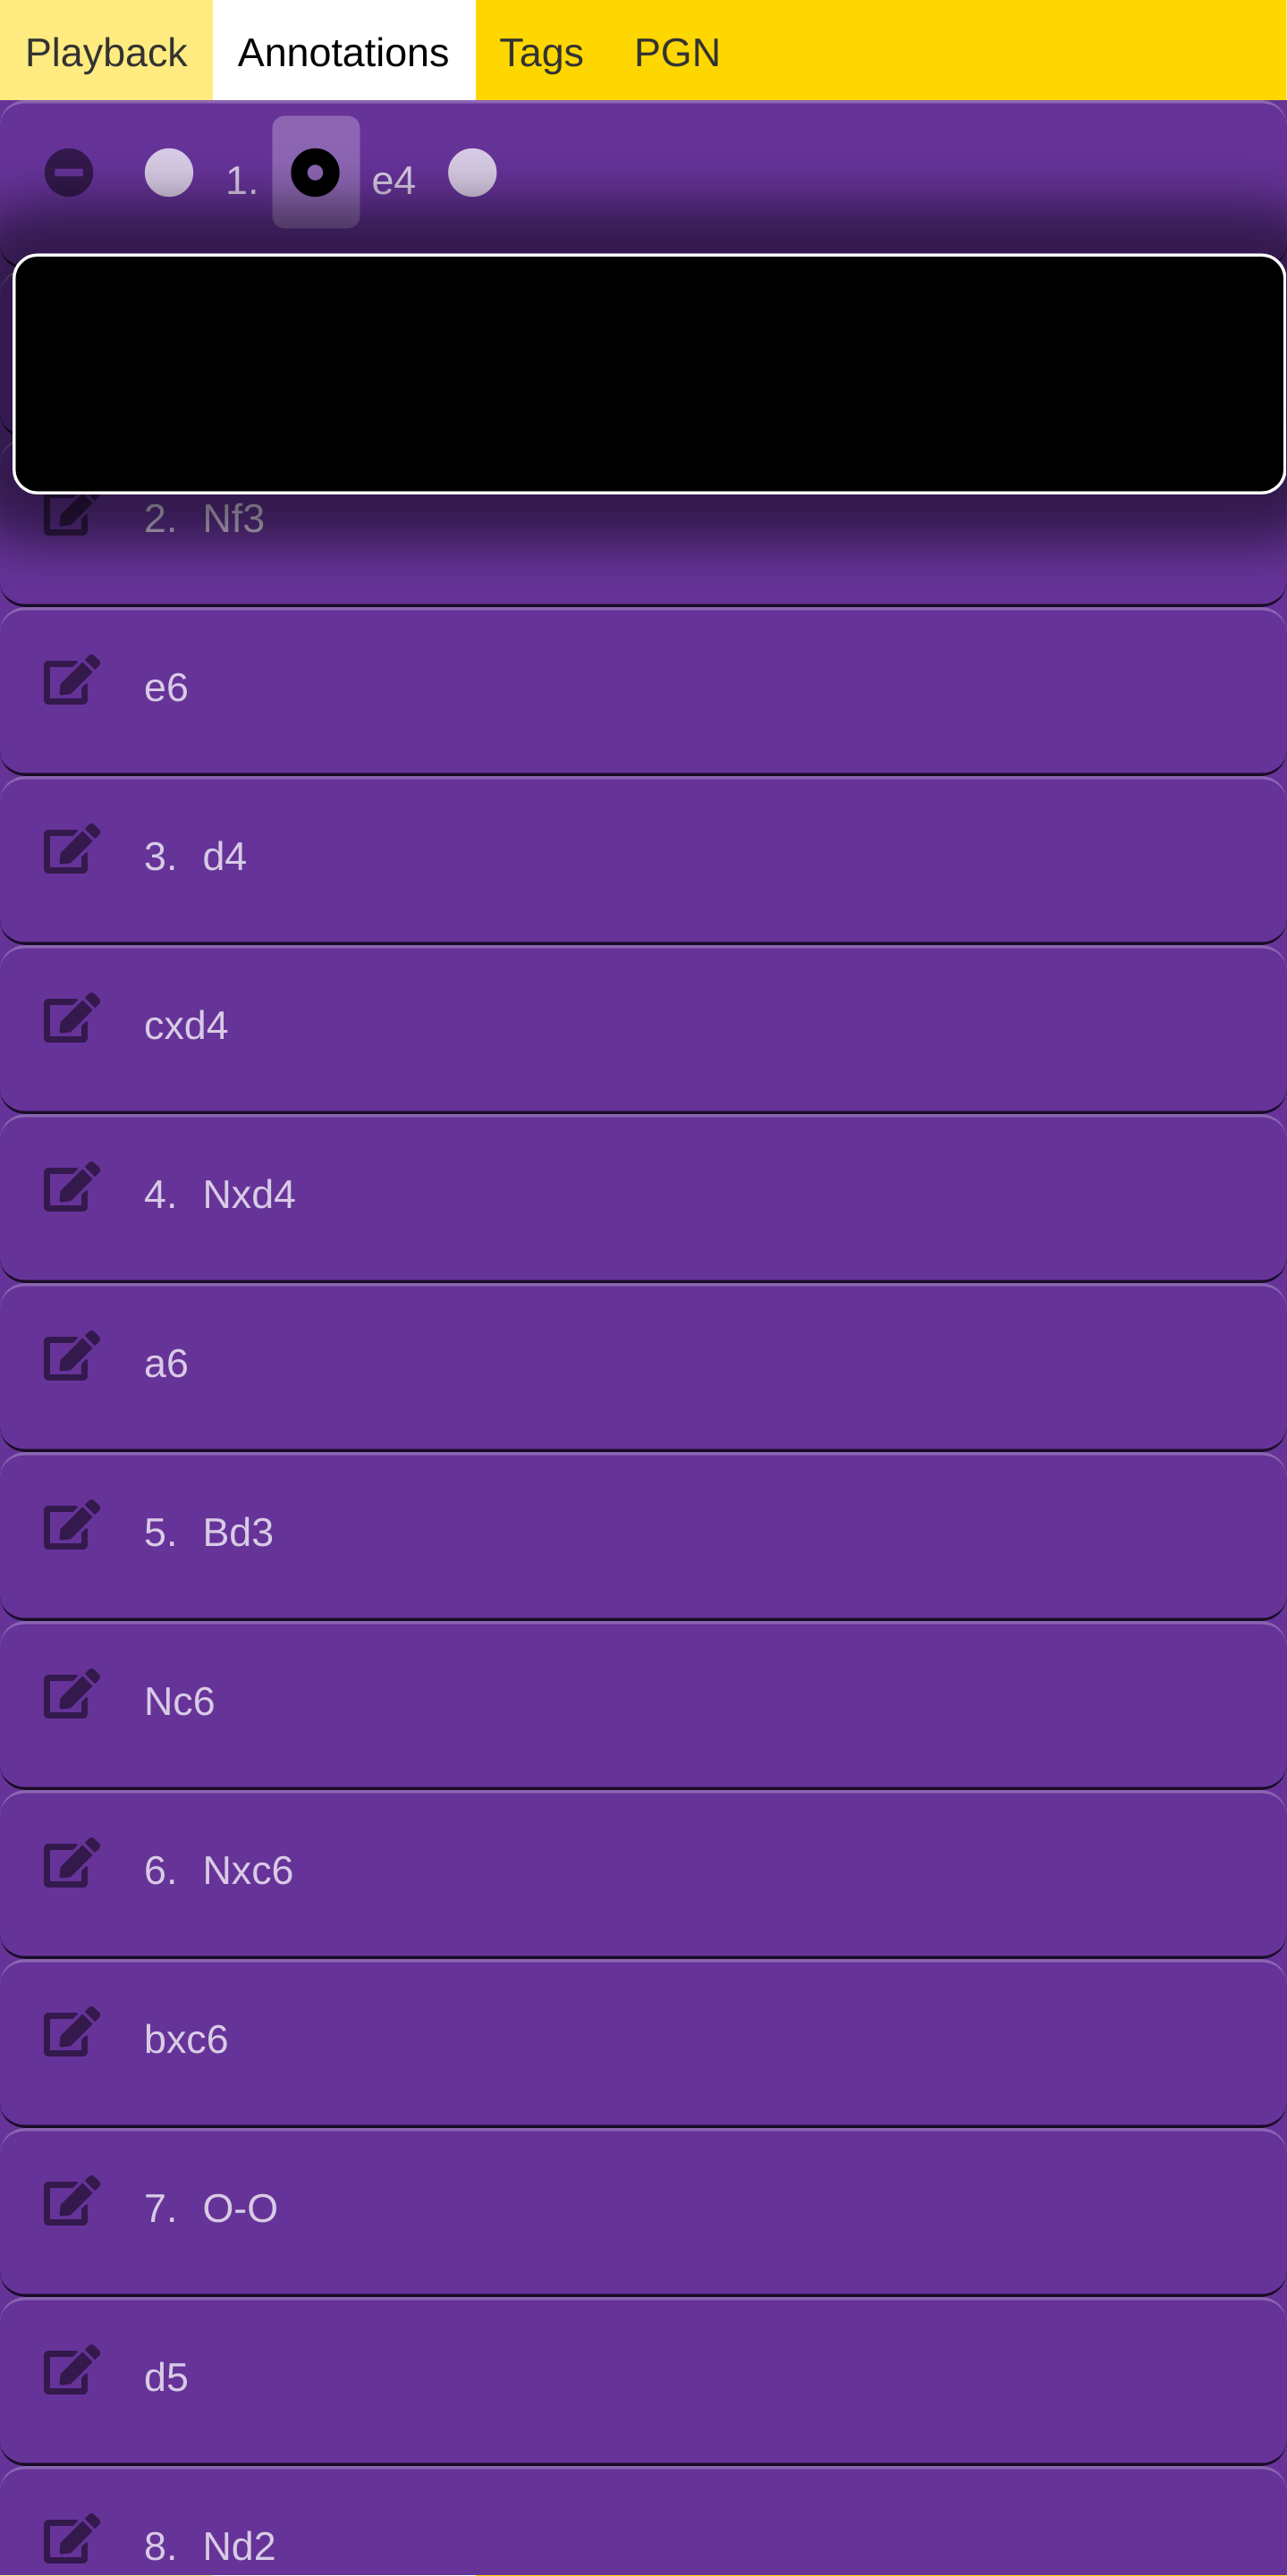 Playback Annotations Tags PGN
1. e4
2. Nf3
e6
3. d4
cxd4
4. Nxd4
a6
5. Bd3
Nc6
6. Nxc6
bxc6
7. O-O
d5
8. Nd2